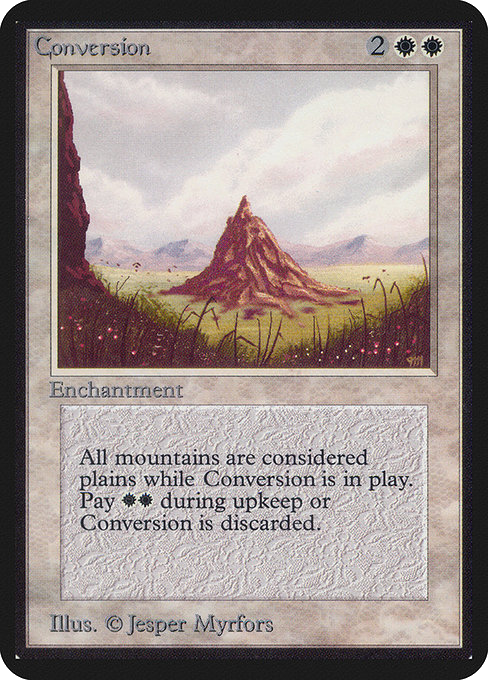 Conversion 2
Enchantment
All mountains are considered
plains while Conversion is in play.
Pay during upkeep or
Conversion is discarded.
Illus. © Jesper Myrfors